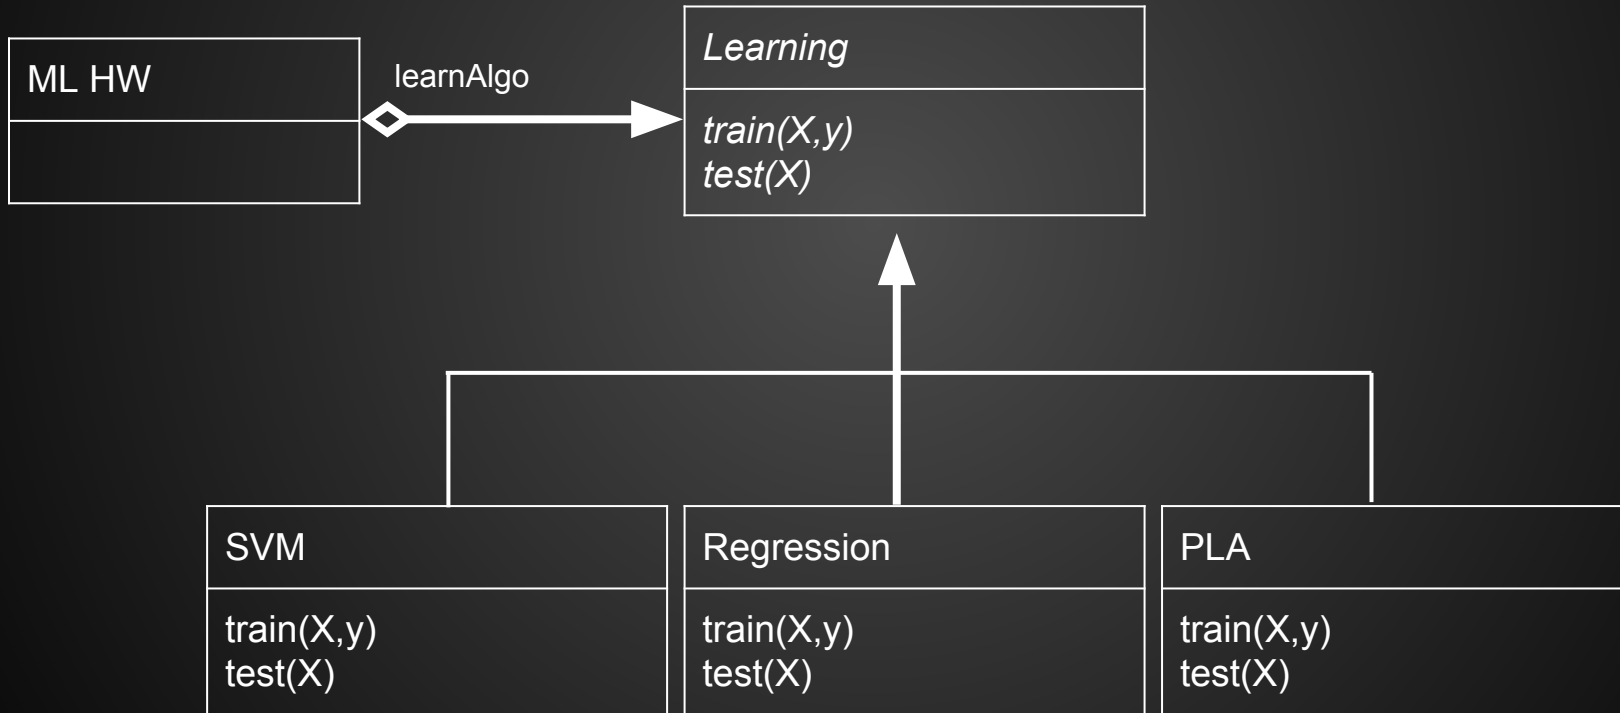 ML HW
learnAlgo
Learning
train(X,y)
test(X)
SVM
train(X,y)
test(X)
Regression
train(X,y)
test(X)
PLA
train(X,y)
test(X)